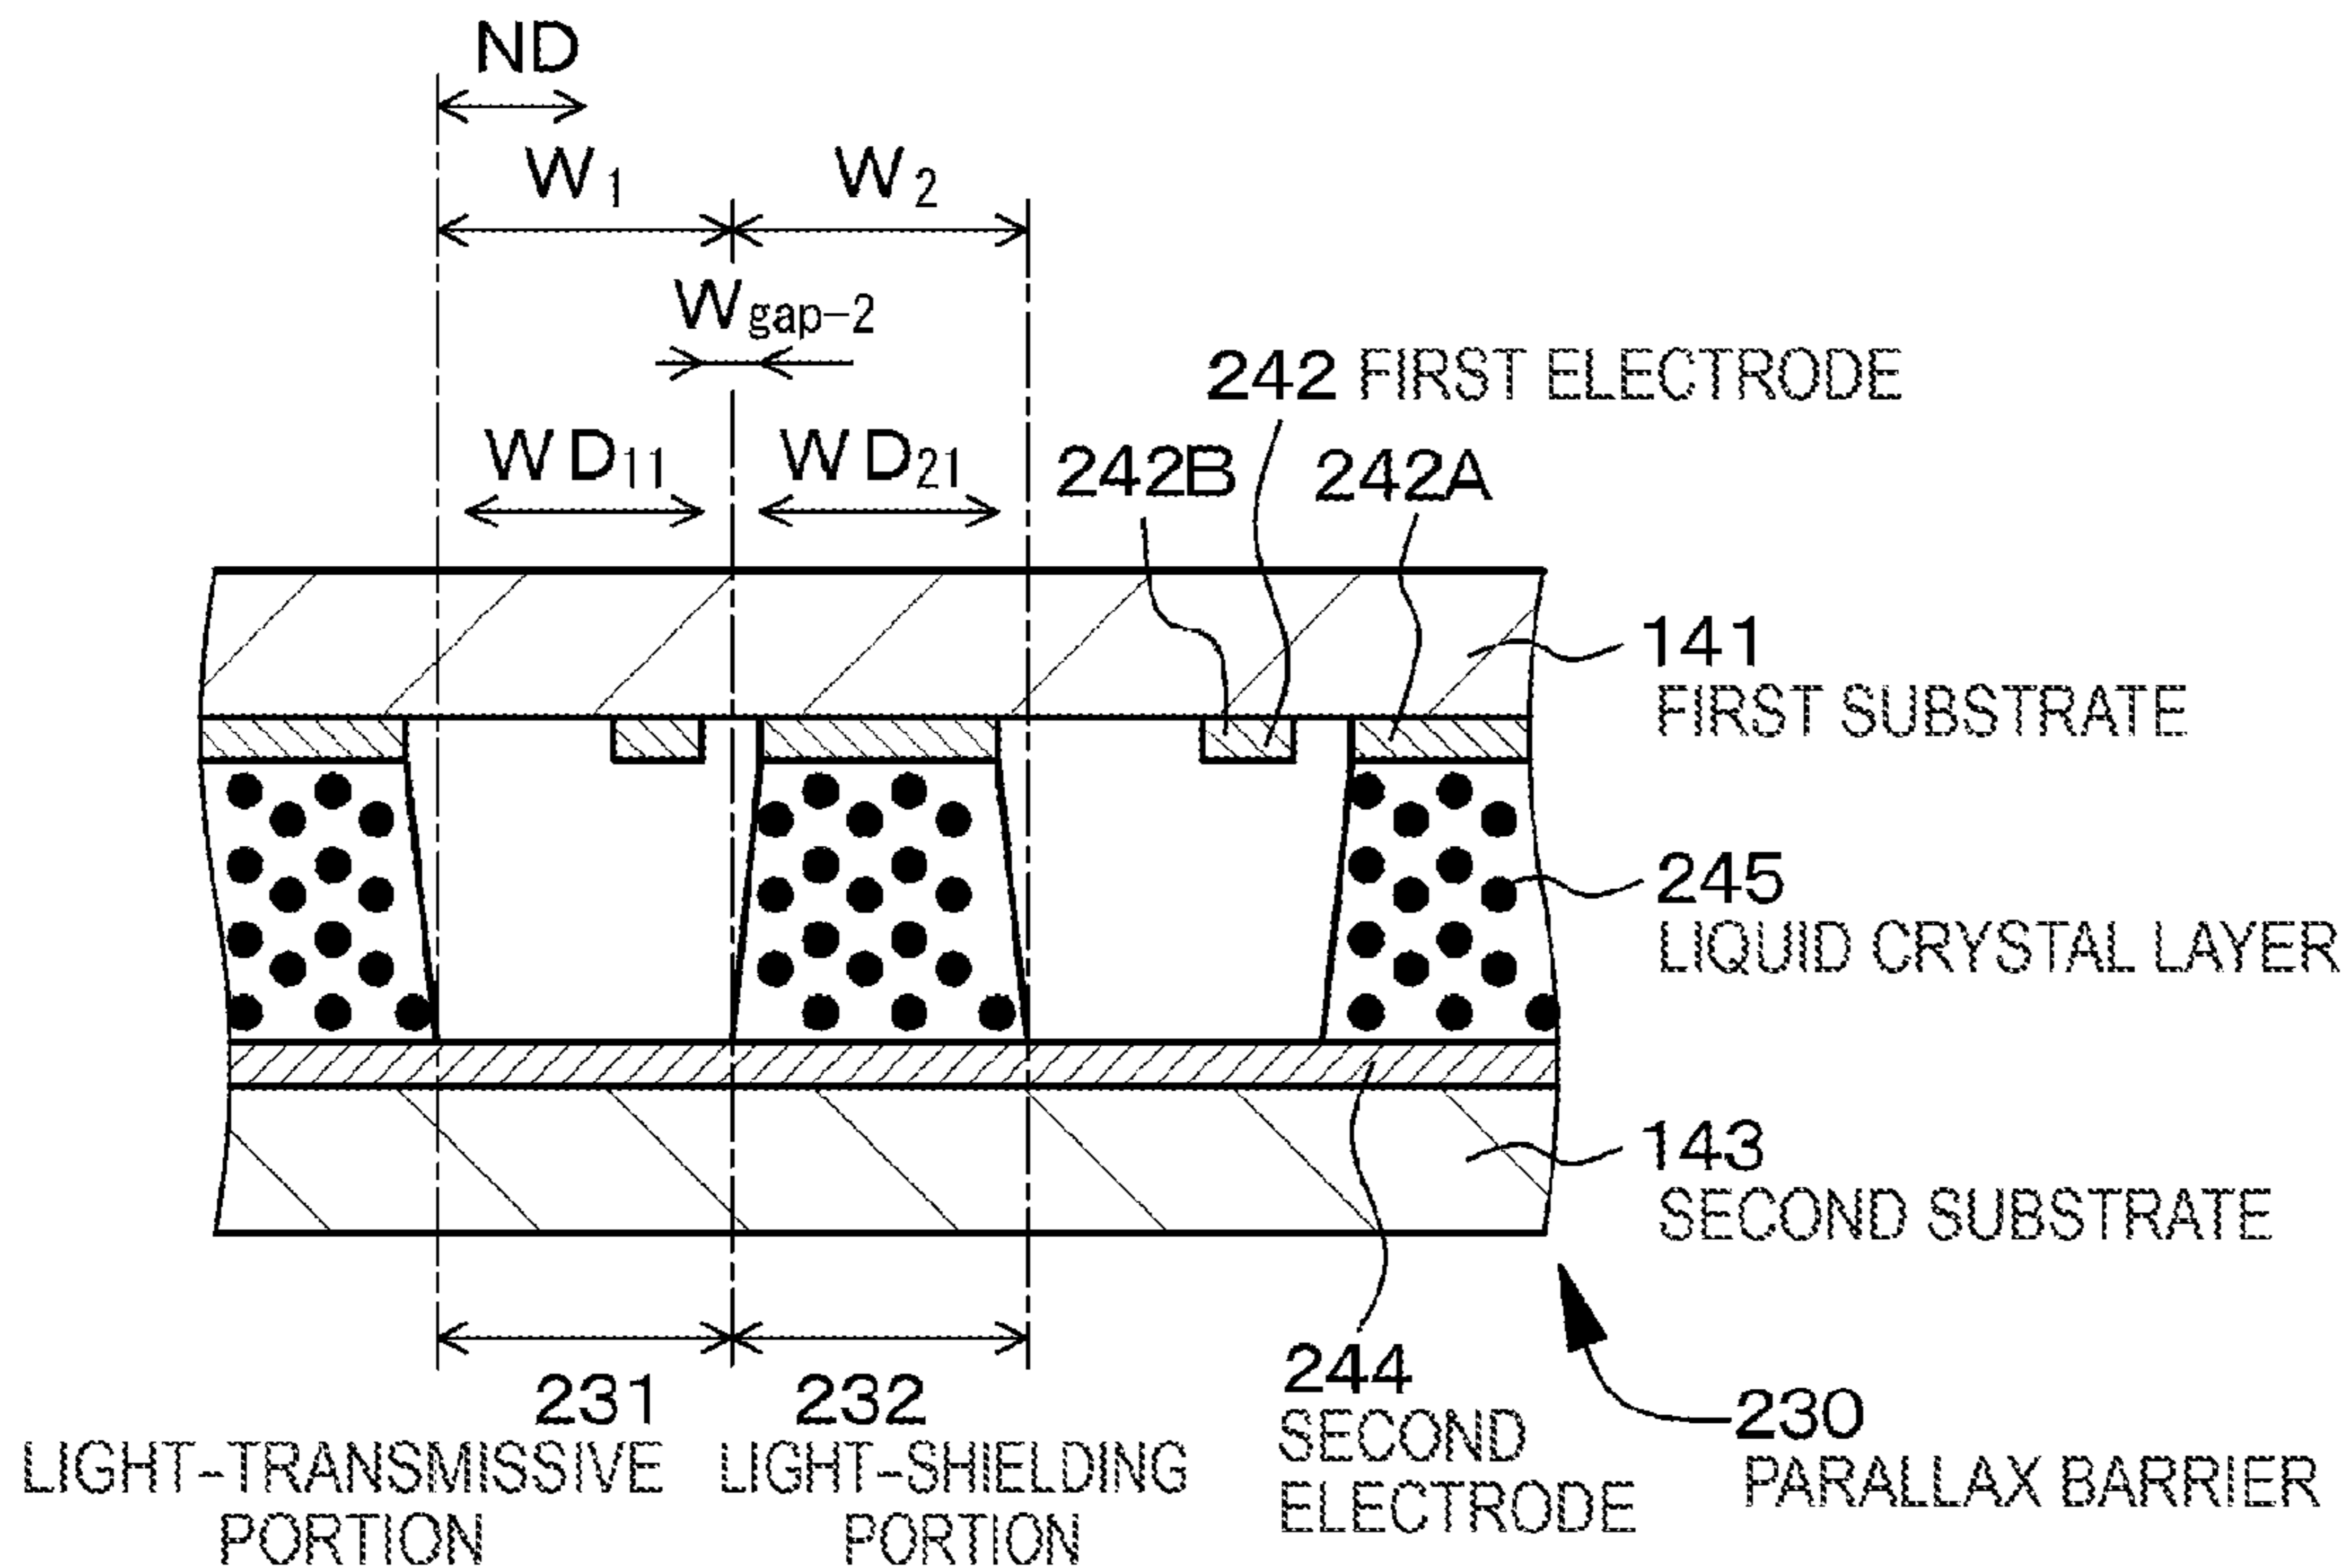 ND
W1 W2
Wgap-2
242 FIRST ELECTRODE
WD11 WD21 242B 242A
141
FIRST SUBSTRATE
245
LIQUID CRYSTAL LAYER
143
SECOND SUBSTRATE
231 232
LIGHT-TRANSMISSIVE LIGHT-SHIELDING
PORTION PORTION
244
SECOND
ELECTRODE
230
PARALLAX BARRIER